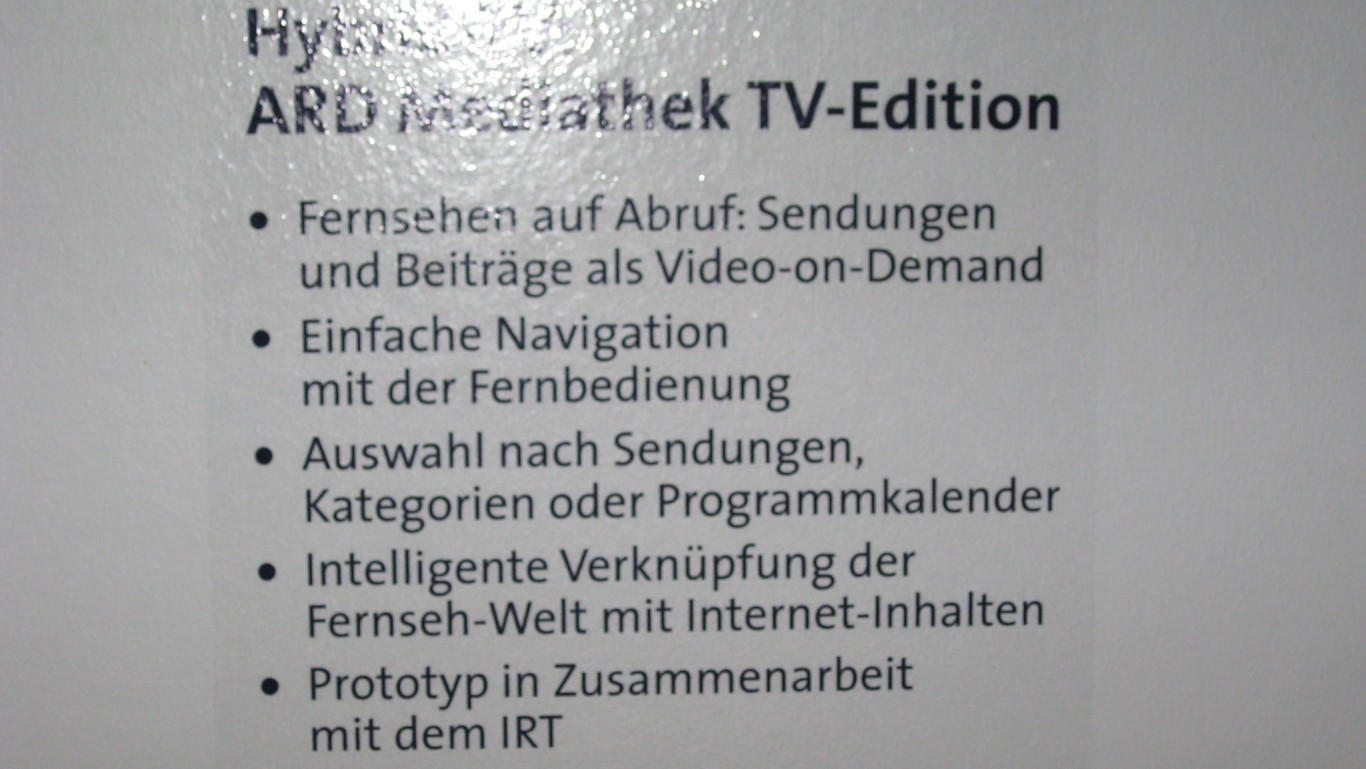 ARD Mediathek TV-Edition
• Fernsehen auf Abruf: Sendungen
und Beiträge als Video-on-Demand
• Einfache Navigation
mit der Fernbedienung
• Auswahl nach Sendungen,
Kategorien oder Programmkalender
• Intelligente Verknüpfung der
Fernseh-Welt mit Internet-Inhalten
• Prototyp in Zusammenarbeit
mit dem IRT